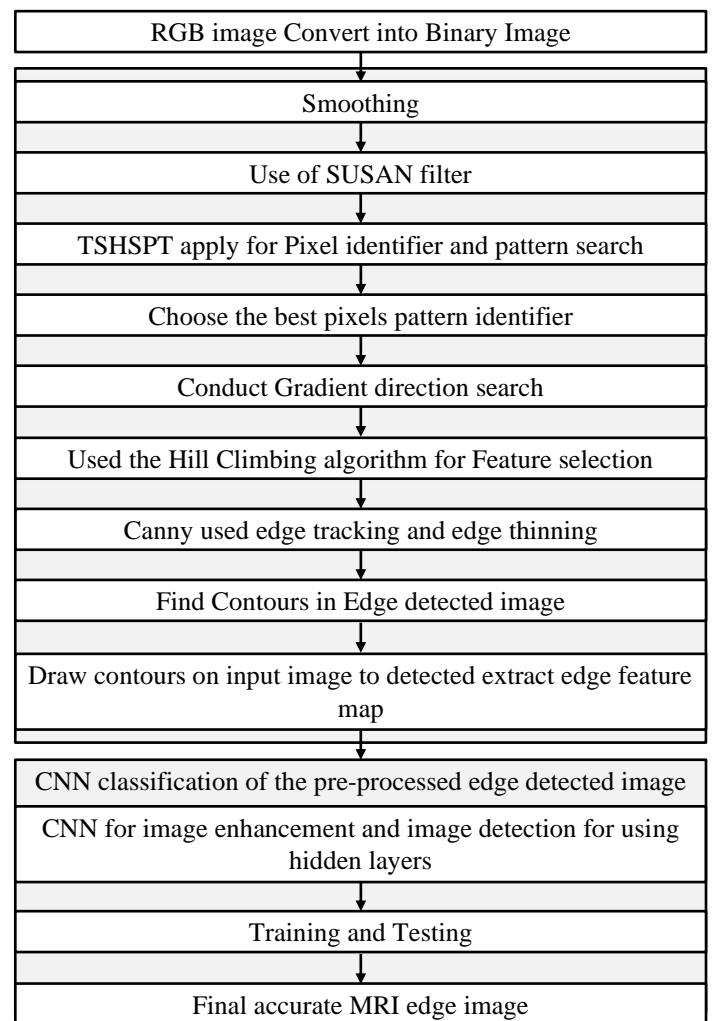 RGB image Convert into Binary Image
Smoothing
Use of SUSAN filter
TSHSPT apply for Pixel identifier and pattern search
Choose the best pixels pattern identifier
Conduct Gradient direction search
Used the Hill Climbing algorithm for Feature selection
Canny used edge tracking and edge thinning
Find Contours in Edge detected image
Draw contours on input image to detected extract edge feature
map
CNN classification of the pre-processed edge detected image
CNN for image enhancement and image detection for using
hidden layers
Training and Testing
Final accurate MRI edge image